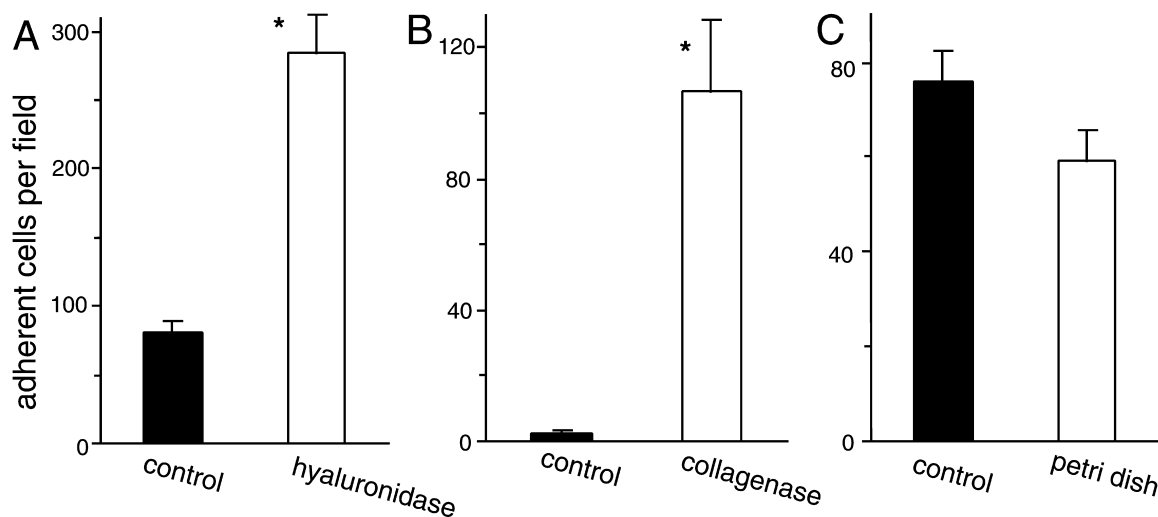 A
adherent cells per field
300
200
100
0
*
control
hyaluronidase
B
120
80
40
0
*
control
collagenase
C
80
40
0
control
petri dish